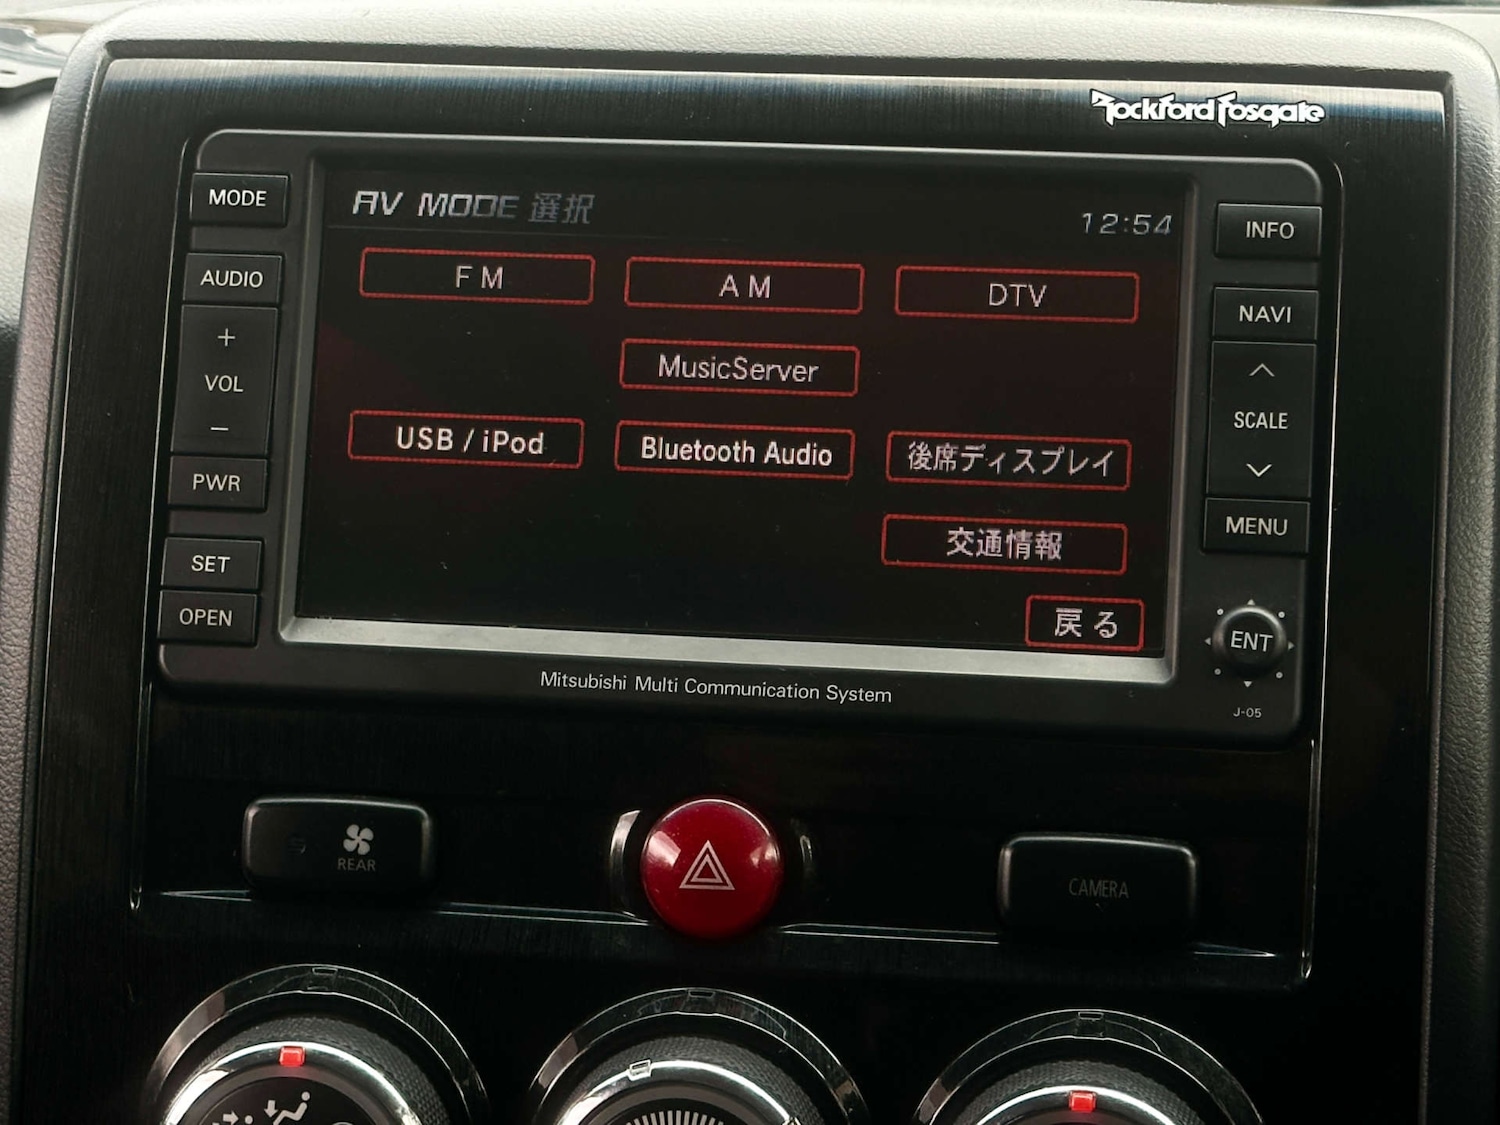 Rockford Fosgate
MODE
AV MODE 選択
12:54
INFO
AUDIO
FM
AM
DTV
NAVI
+
VOL
−
MusicServer
SCALE
USB / iPod
Bluetooth Audio
後席ディスプレイ
PWR
MENU
交通情報
SET
OPEN
戻る
ENT
Mitsubishi Multi Communication System
J-05
REAR
CAMERA